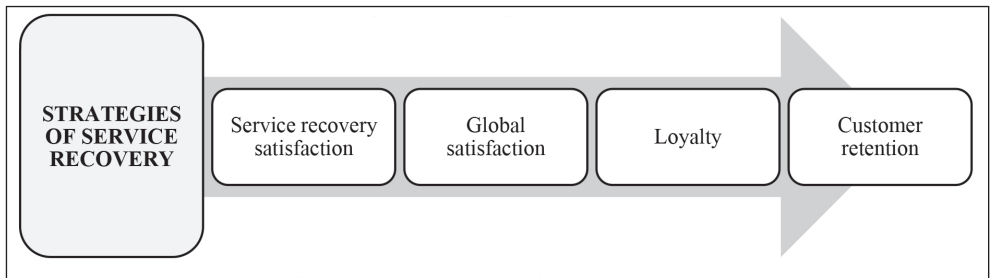 STRATEGIES
OF SERVICE
RECOVERY
Service recovery
satisfaction
Global
satisfaction
Loyalty
Customer
retention